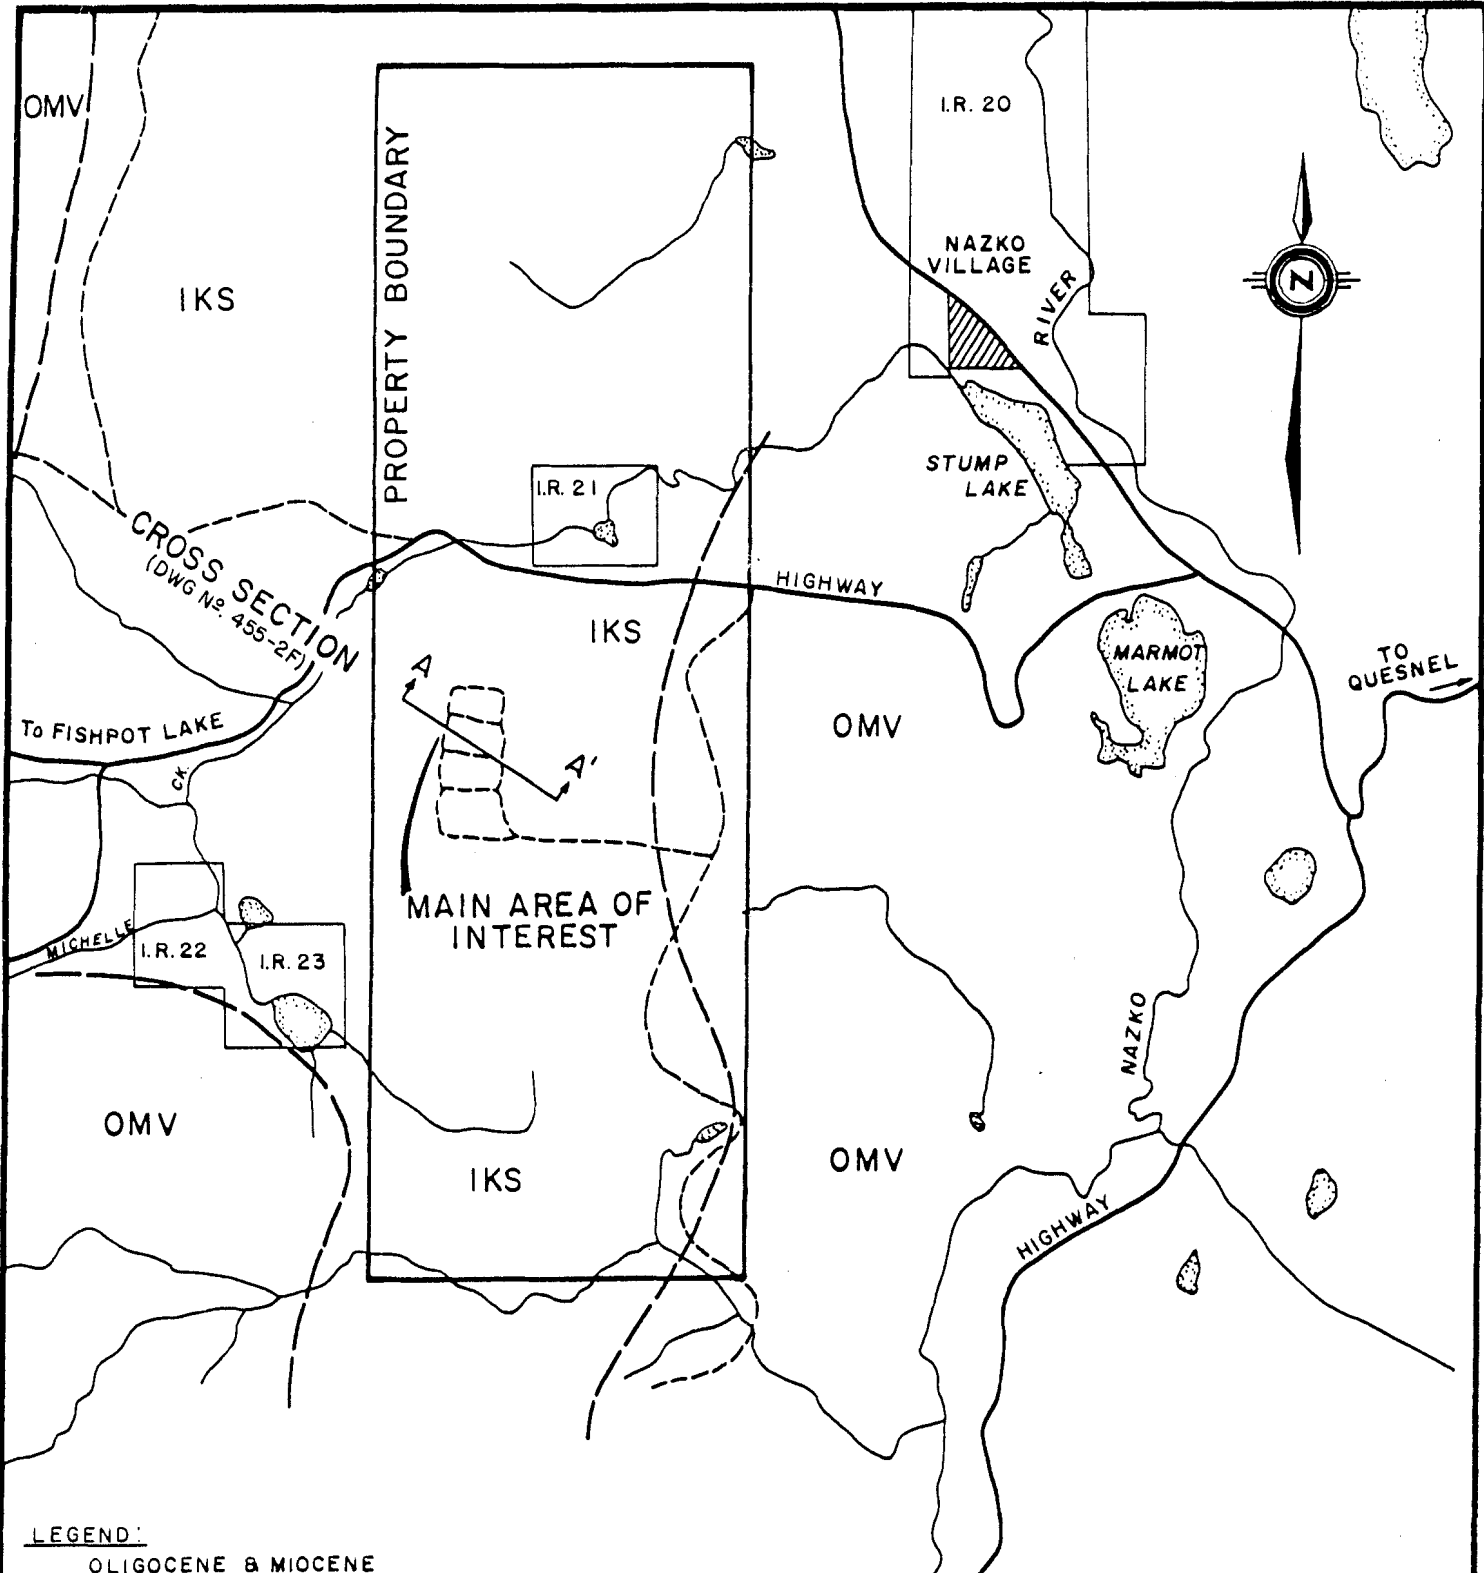 OMV
IKS
PROPERTY BOUNDARY
I.R. 20
NAZKO
VILLAGE
RIVER
N
STUMP
LAKE
I.R. 21
CROSS SECTION
(DWG Nº. 455-2F)
HIGHWAY
IKS
MARMOT
LAKE
TO
QUESNEL
A
A'
OMV
To FISHPOT LAKE
CK.
MAIN AREA OF
INTEREST
MICHELLE
I.R. 22
I.R. 23
NAZKO
OMV
IKS
OMV
HIGHWAY
LEGEND:
OLIGOCENE & MIOCENE